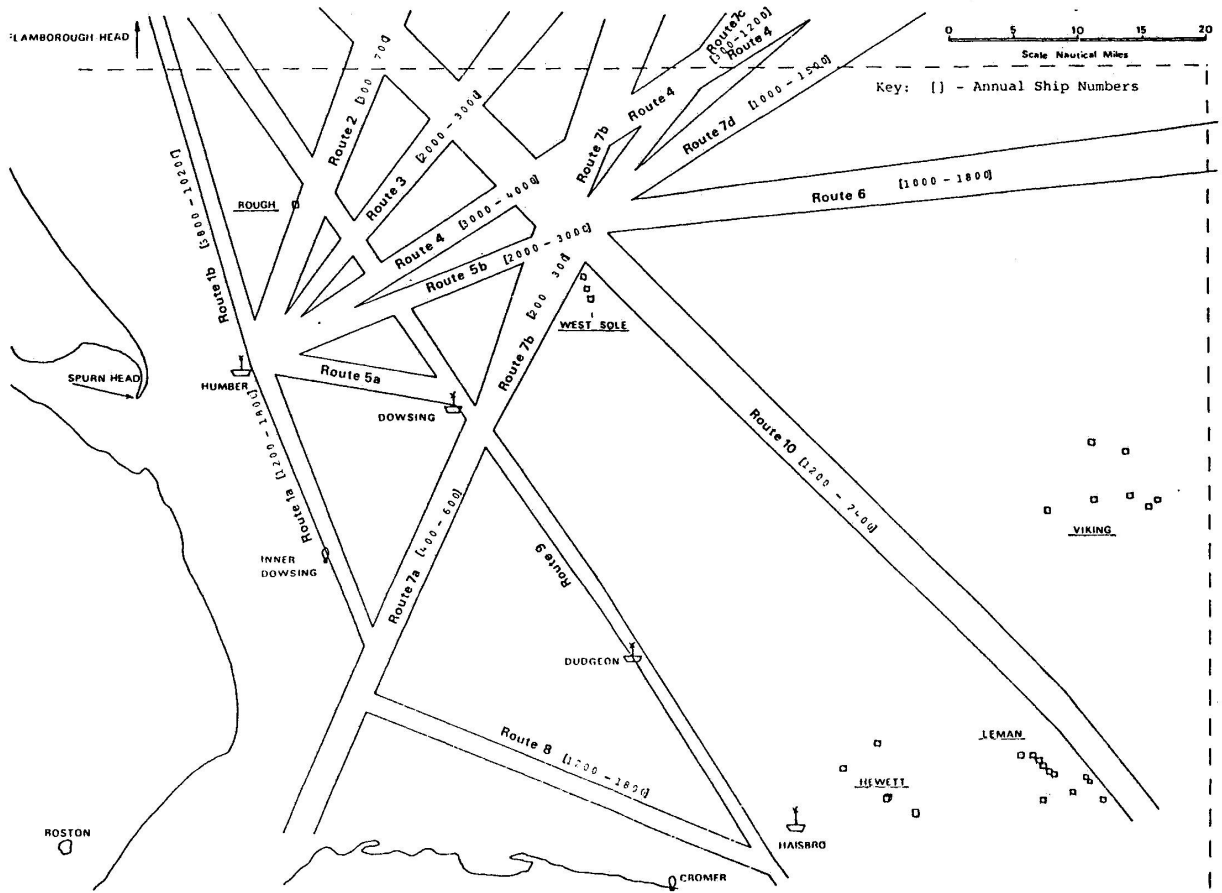 FLAMBOROUGH HEAD
0 5 10 15 20
Scale Nautical Miles
Key: [] - Annual Ship Numbers
Route 7c
[300-1200]
Route 4
Route 4
Route 7d [1000-1500]
Route 7b
Route 2
Route 3 [2000-3000]
Route 4 [3000-4000]
Route 5b [2000-3000]
Route 6 [1000-1800]
ROUGH
Route 1b
Route 7b
WEST SOLE
SPURN HEAD
HUMBER
Route 5a
DOWSING
Route 1a
Route 10
VIKING
INNER
DOWSING
Route 7a [400-600]
Route 9
DUDGEON
Route 8
LEMAN
HEWETT
HAISBRO
CROMER